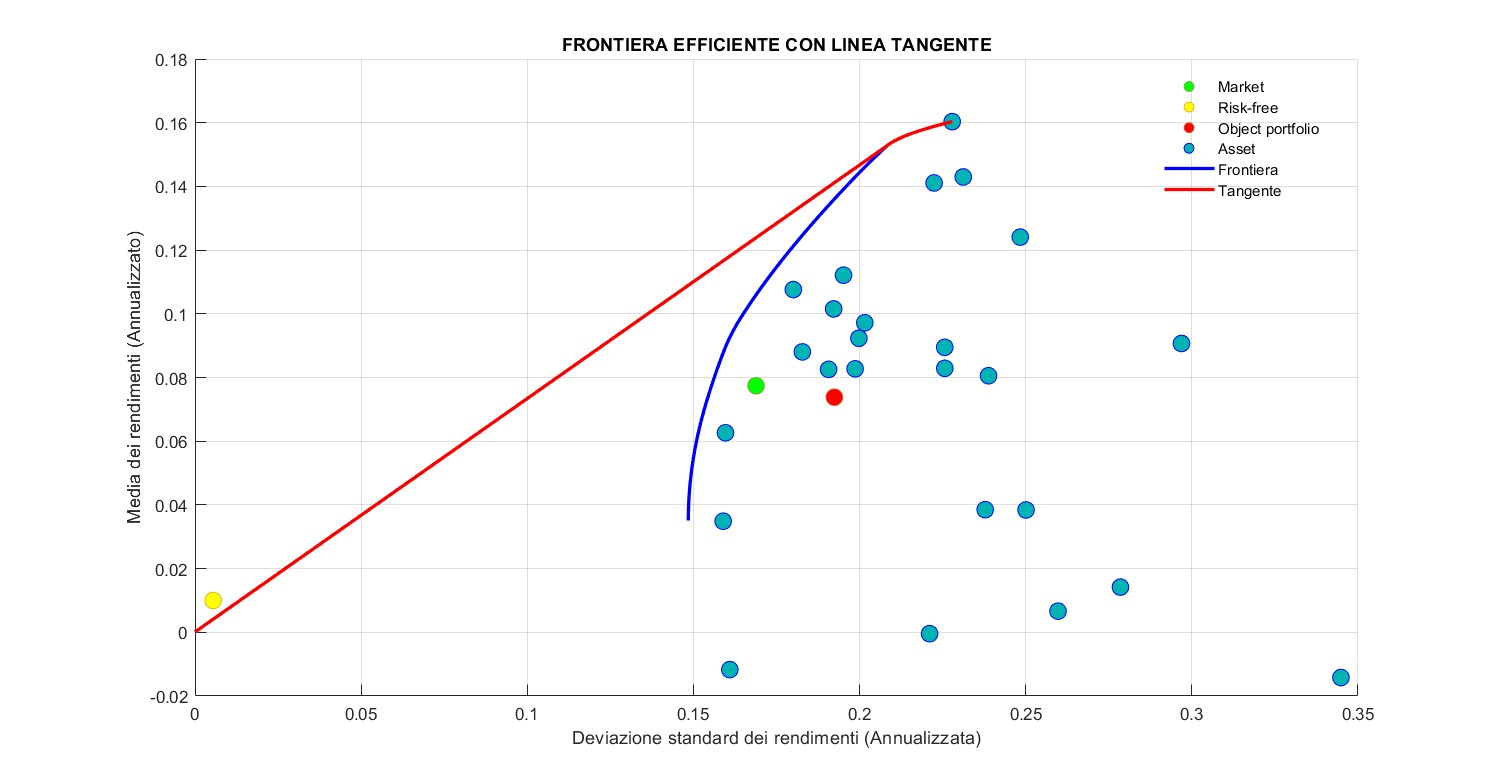 FRONTIERA EFFICIENTE CON LINEA TANGENTE
0.18
0.16
0.14
0.12
0.1
0.08
0.06
0.04
0.02
0
-0.02
Media dei rendimenti (Annualizzato)
Market
Risk-free
Object portfolio
Asset
Frontiera
Tangente
0 0.05 0.1 0.15 0.2 0.25 0.3 0.35
Deviazione standard dei rendimenti (Annualizzata)